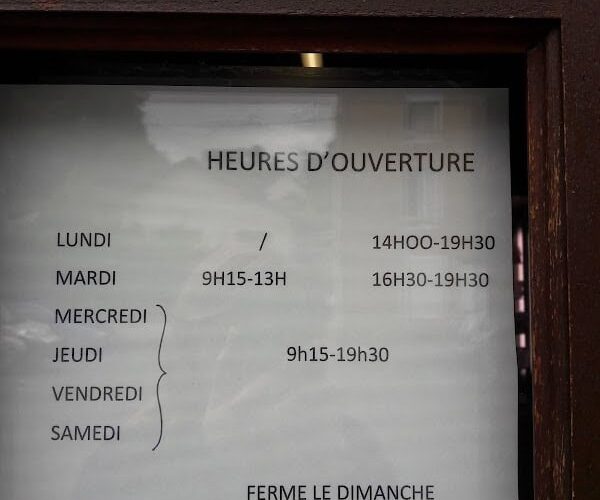 HEURES D'OUVERTURE
LUNDI / 14HOO-19H30
MARDI 9H15-13H 16H30-19H30
MERCREDI
JEUDI 9h15-19h30
VENDREDI
SAMEDI
FERME LE DIMANCHE